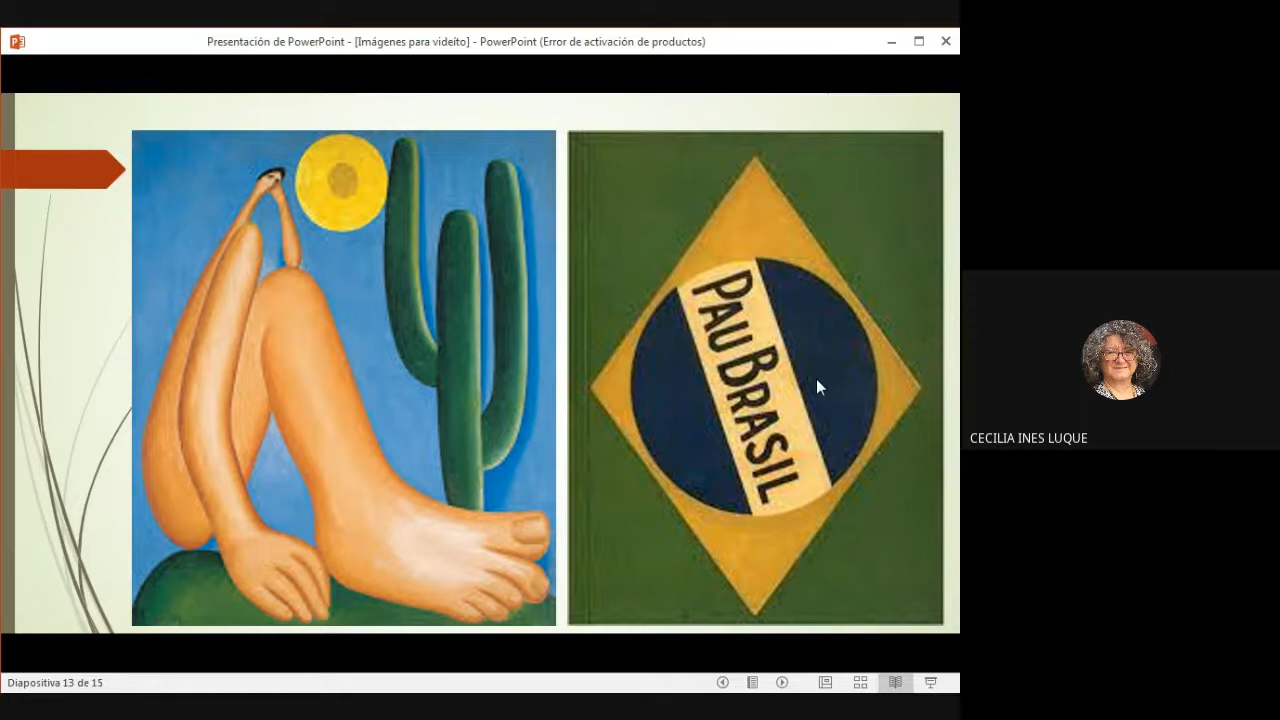 Presentación de PowerPoint - [Imágenes para videíto] - PowerPoint (Error de activación de productos)
PAU BRASIL
CECILIA INES LUQUE
Diapositiva 13 de 15